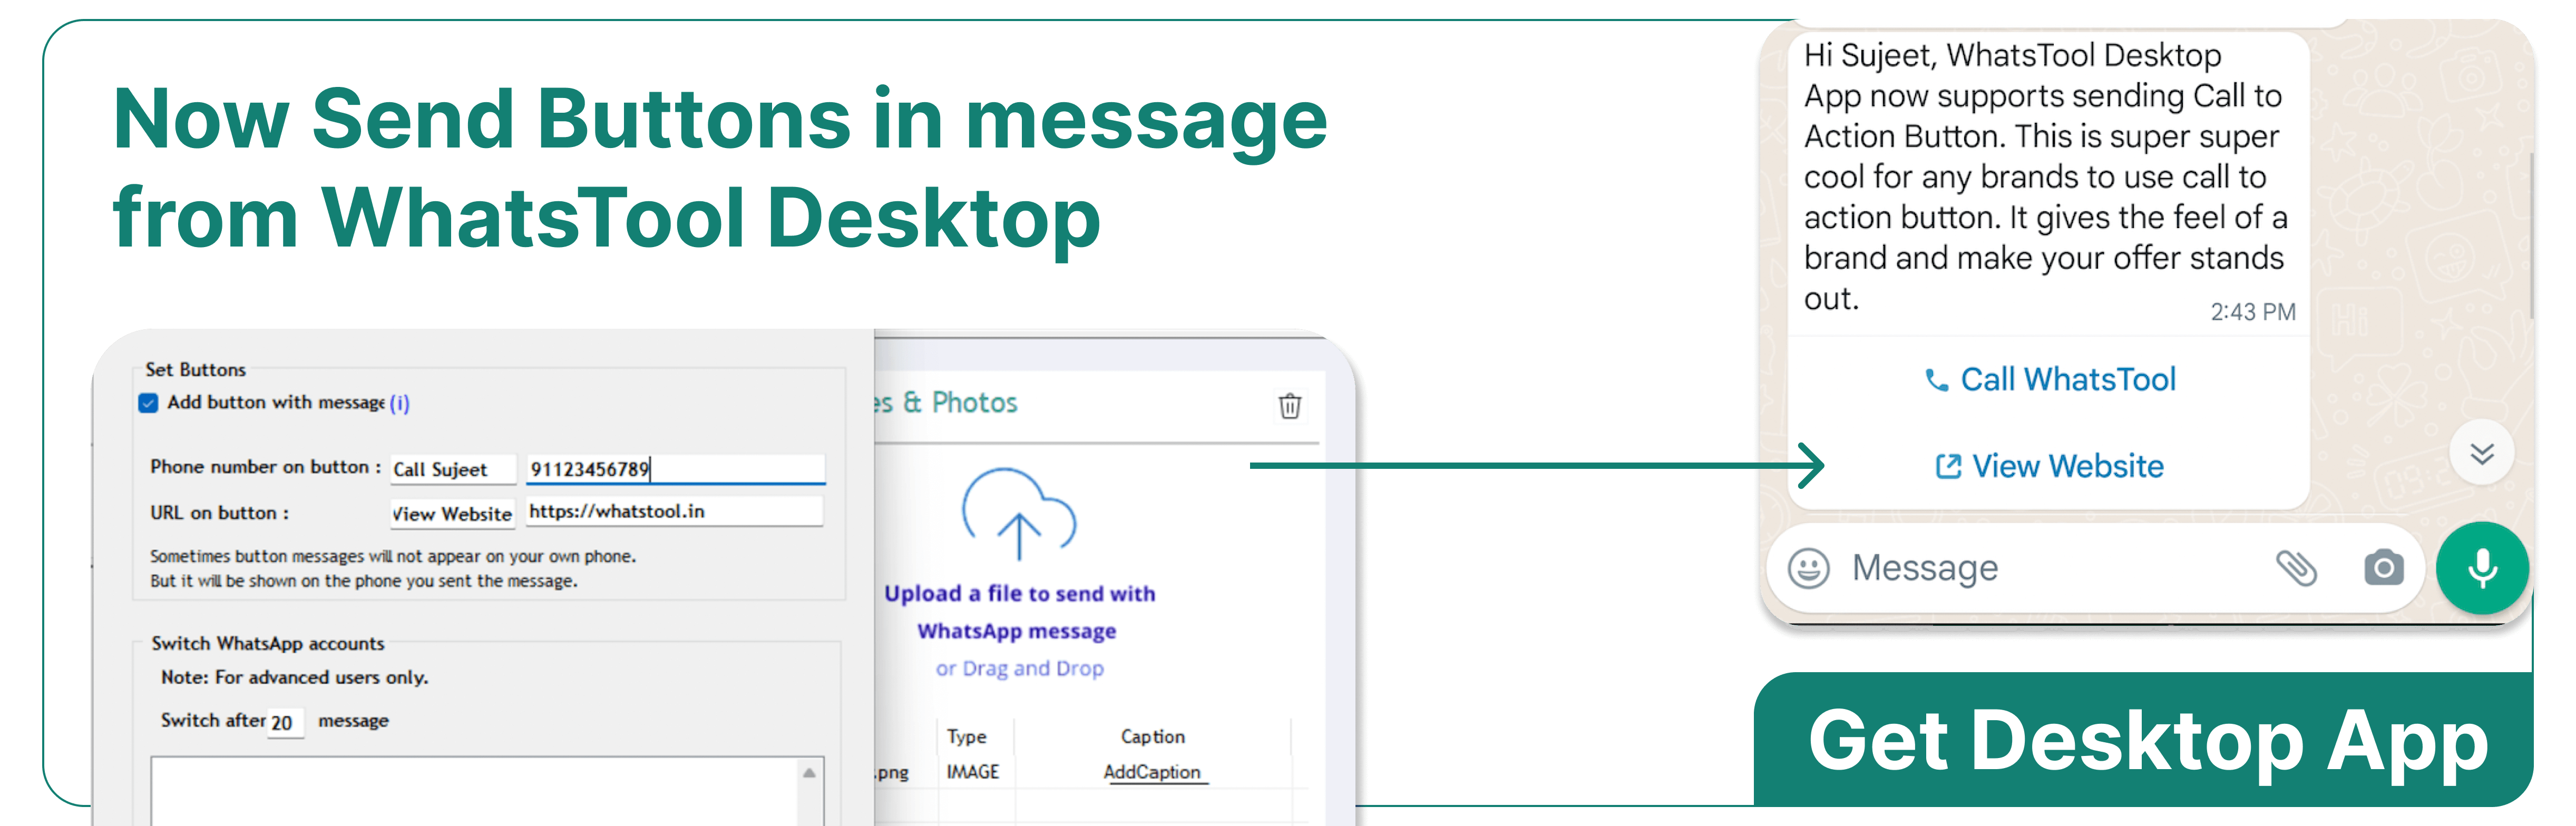 Now Send Buttons in message
from WhatsTool Desktop
Set Buttons
Add button with message (i)
Phone number on button : Call Sujeet 91123456789
URL on button : View Website https://whatstool.in
Sometimes button messages will not appear on your own phone.
But it will be shown on the phone you sent the message.
Switch WhatsApp accounts
Note: For advanced users only.
Switch after 20 message
es & Photos
Upload a file to send with
WhatsApp message
or Drag and Drop
Type Caption
.png IMAGE AddCaption
Hi Sujeet, WhatsTool Desktop
App now supports sending Call to
Action Button. This is super super
cool for any brands to use call to
action button. It gives the feel of a
brand and make your offer stands
out.
2:43 PM
Call WhatsTool
View Website
Message
Get Desktop App